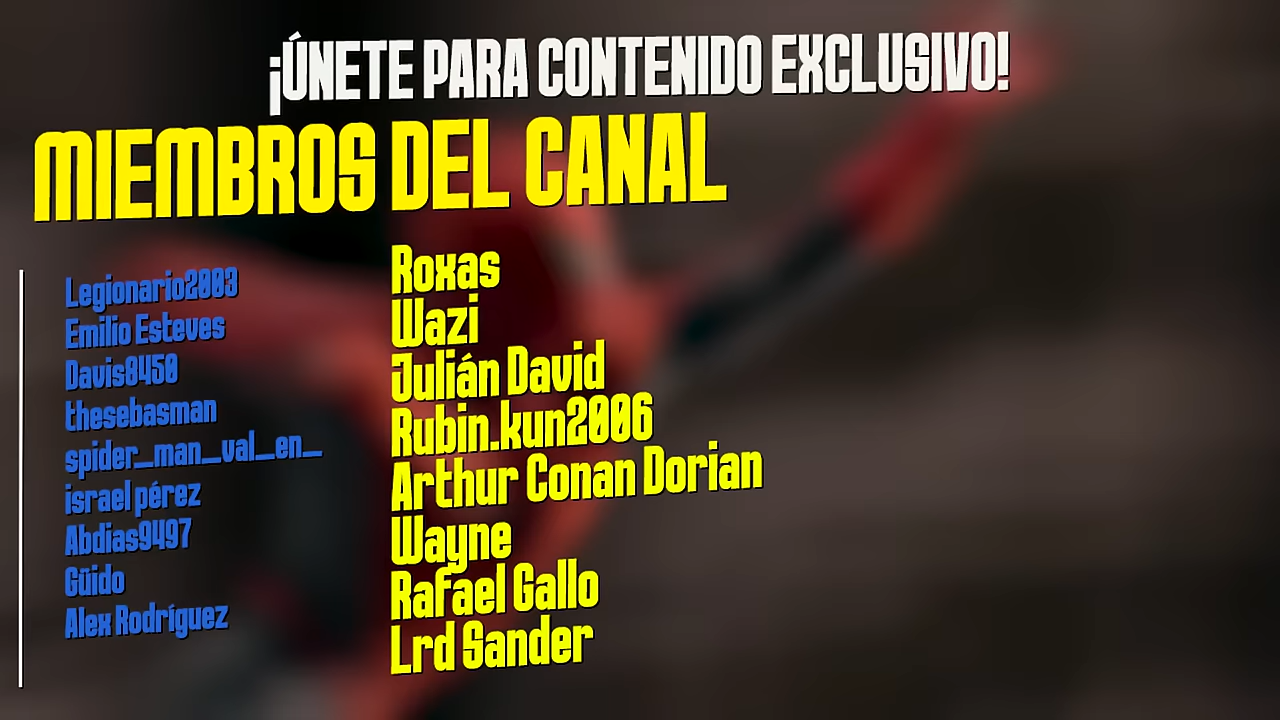 ¡ÚNETE PARA CONTENIDO EXCLUSIVO!
MIEMBROS DEL CANAL
Legionario2003
Emilio Esteves
Davis8450
thesebasman
spider_man_val_en_
israel pérez
Abdias9497
Güido
Alex Rodríguez
Roxas
Wazi
Julián David
Rubin.kun2006
Arthur Conan Dorian
Wayne
Rafael Gallo
Lrd Sander